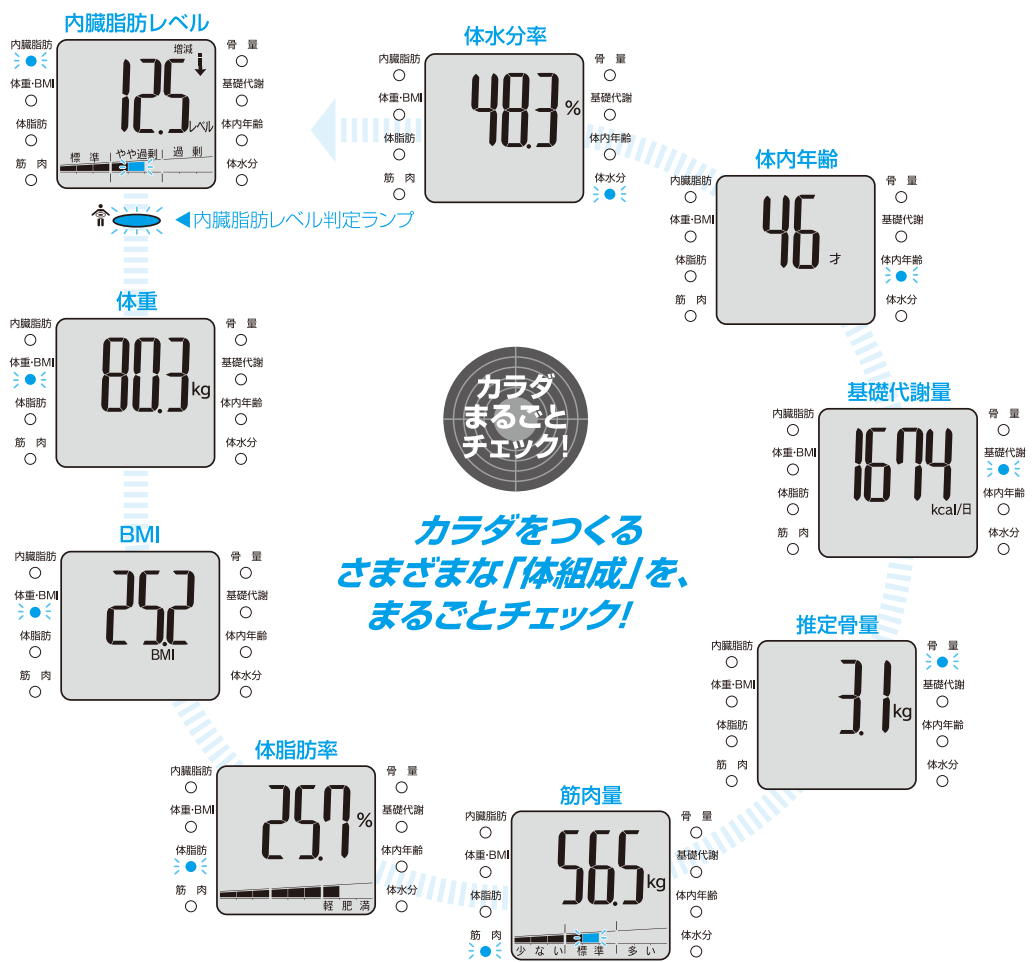 内臓脂肪レベル
内臓脂肪
体重・BMI
体脂肪
筋 肉
増減
12.5
レベル
標 準
やや過剰
過 剰
骨 量
基礎代謝
体内年齢
体水分
◀内臓脂肪レベル判定ランプ
体重
内臓脂肪
体重・BMI
体脂肪
筋 肉
80.3
kg
骨 量
基礎代謝
体内年齢
体水分
BMI
内臓脂肪
体重・BMI
体脂肪
筋 肉
25.2
BMI
骨 量
基礎代謝
体内年齢
体水分
体脂肪率
内臓脂肪
体重・BMI
体脂肪
筋 肉
25.7
%
軽 肥 満
骨 量
基礎代謝
体内年齢
体水分
筋肉量
内臓脂肪
体重・BMI
体脂肪
筋 肉
56.5
kg
少 な い
標 準
多 い
骨 量
基礎代謝
体内年齢
体水分
推定骨量
内臓脂肪
体重・BMI
体脂肪
筋 肉
3.1
kg
骨 量
基礎代謝
体内年齢
体水分
基礎代謝量
内臓脂肪
体重・BMI
体脂肪
筋 肉
1674
kcal/日
骨 量
基礎代謝
体内年齢
体水分
体内年齢
内臓脂肪
体重・BMI
体脂肪
筋 肉
46
才
骨 量
基礎代謝
体内年齢
体水分
体水分率
内臓脂肪
体重・BMI
体脂肪
筋 肉
48.3
%
骨 量
基礎代謝
体内年齢
体水分
カラダ
まるごと
チェック!
カラダをつくる
さまざまな「体組成」を、
まるごとチェック!